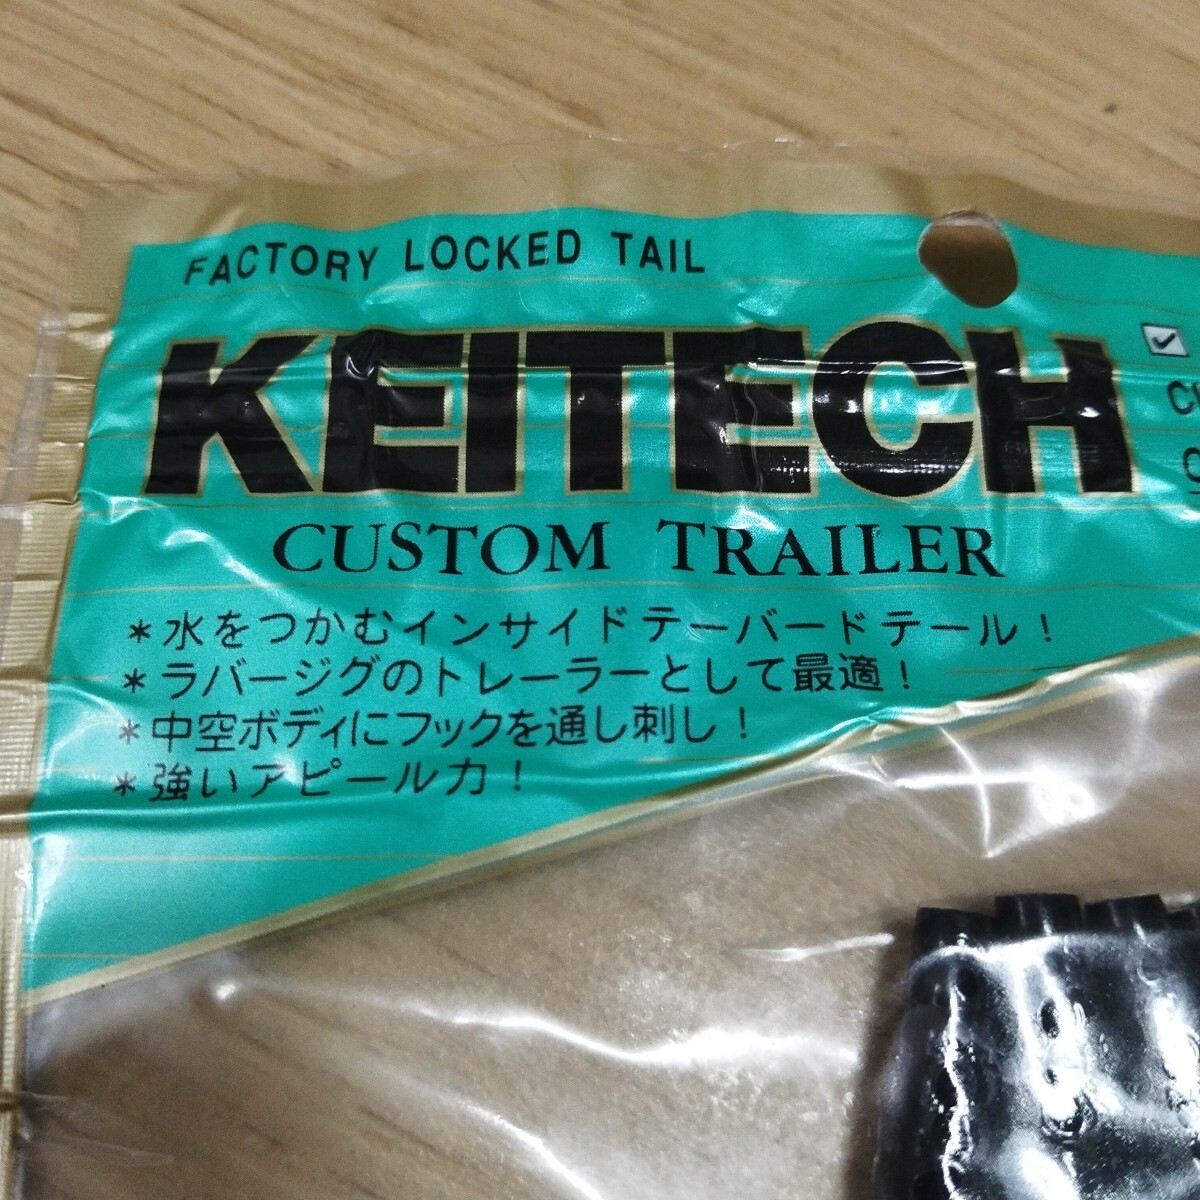 FACTORY LOCKED TAIL
KEITECH
CUSTOM TRAILER
*水をつかむインサイドテーバードテール!
*ラバージグのトレーラーとして最適!
*中空ボディにフックを通し刺し!
*強いアピール力!